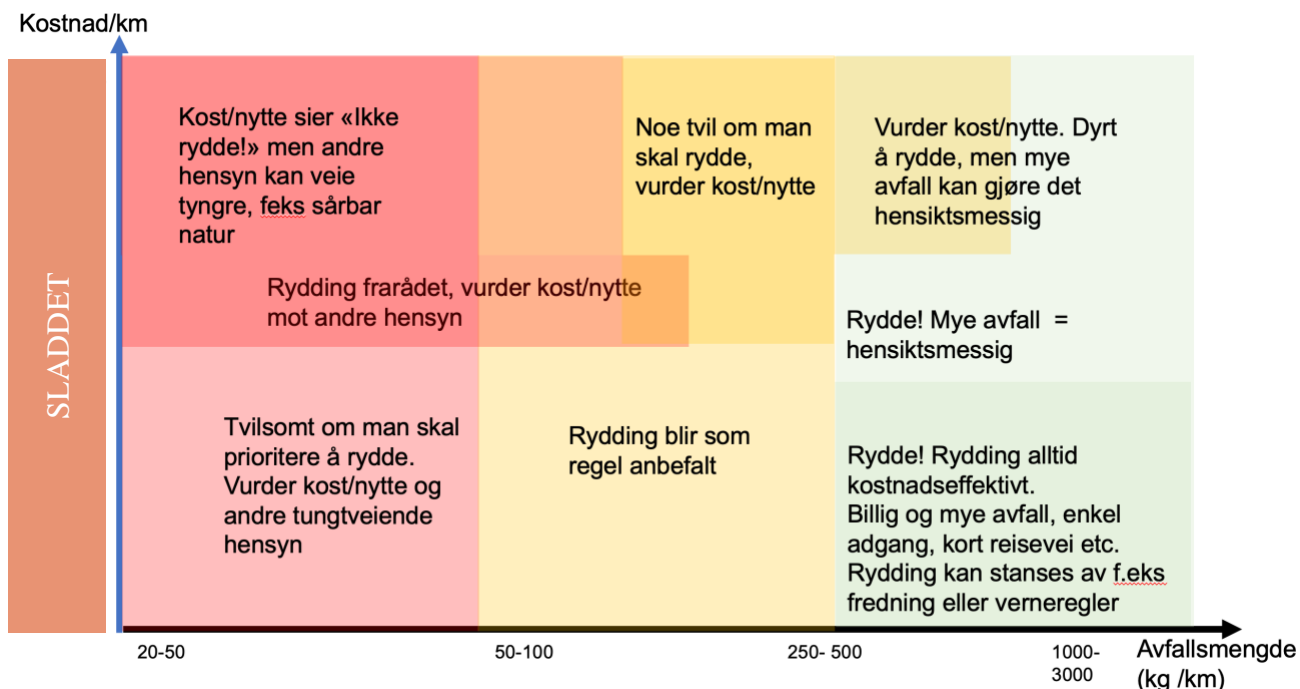 Kostnad/km
SLADDET
Kost/nytte sier «Ikke
rydde!» men andre
hensyn kan veie
tyngre, feks sårbar
natur
Noe tvil om man
skal rydde,
vurder kost/nytte
Vurder kost/nytte. Dyrt
å rydde, men mye
avfall kan gjøre det
hensiktsmessig
Rydding frarådet, vurder kost/nytte
mot andre hensyn
Rydde! Mye avfall =
hensiktsmessig
Tvilsomt om man skal
prioritere å rydde.
Vurder kost/nytte og
andre tungtveiende
hensyn
Rydding blir som
regel anbefalt
Rydde! Rydding alltid
kostnadseffektivt.
Billig og mye avfall, enkel
adgang, kort reisevei etc.
Rydding kan stanses av f.eks
fredning eller verneregler
20-50
50-100
250- 500
1000-
3000
Avfallsmengde
(kg /km)